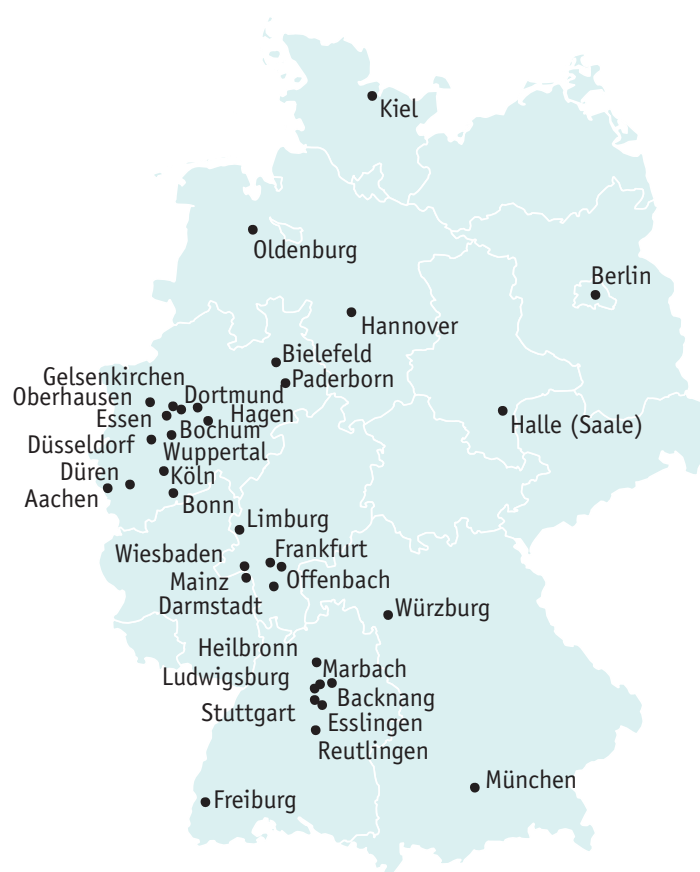 Kiel
Oldenburg
Berlin
Hannover
Bielefeld
Gelsenkirchen
Paderborn
Oberhausen
Dortmund
Essen
Hagen
Halle (Saale)
Bochum
Düsseldorf
Wuppertal
Düren
Köln
Aachen
Bonn
Limburg
Wiesbaden
Frankfurt
Mainz
Offenbach
Darmstadt
Würzburg
Heilbronn
Marbach
Ludwigsburg
Backnang
Stuttgart
Esslingen
Reutlingen
München
Freiburg